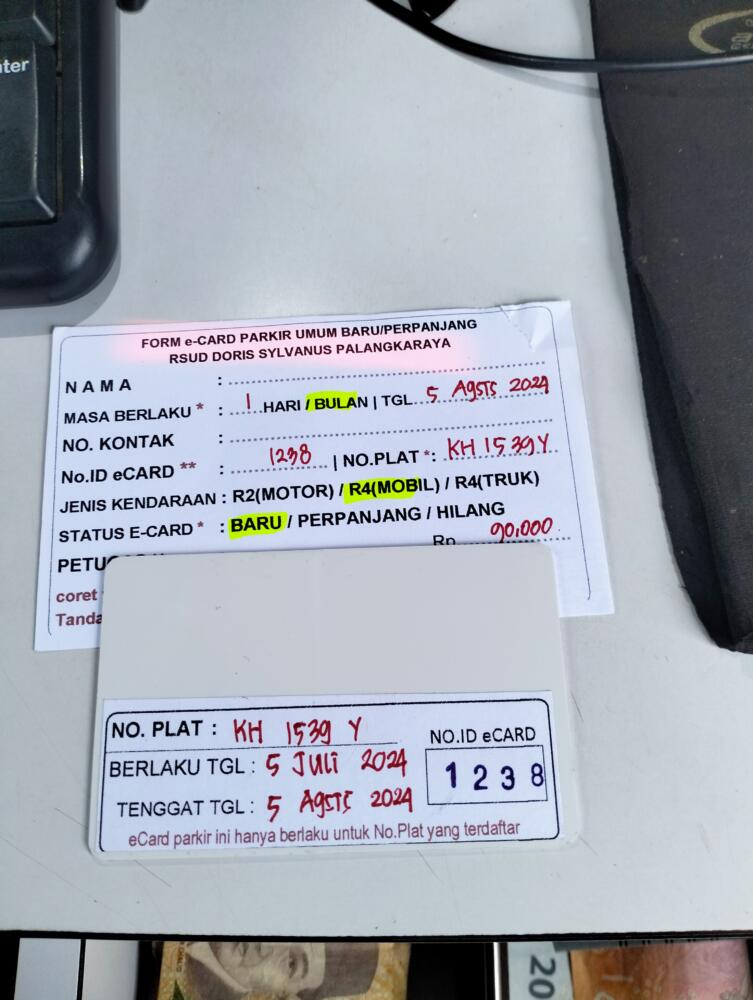 nter
FORM e-CARD PARKIR UMUM BARU/PERPANJANG
RSUD DORIS SYLVANUS PALANGKARAYA
NAMA :
MASA BERLAKU * : 1 HARI / BULAN | TGL 5 Agsts 2024
NO. KONTAK :
No.ID eCARD ** : 1238 | NO.PLAT *: KH 1539 Y
JENIS KENDARAAN : R2(MOTOR) / R4(MOBIL) / R4(TRUK)
STATUS E-CARD * : BARU / PERPANJANG / HILANG
Rp. 90.000
PETU
coret
Tanda
NO. PLAT : KH 1539 Y
NO.ID eCARD
BERLAKU TGL : 5 JULI 2024
1238
TENGGAT TGL : 5 Agsts 2024
eCard parkir ini hanya berlaku untuk No.Plat yang terdaftar
20